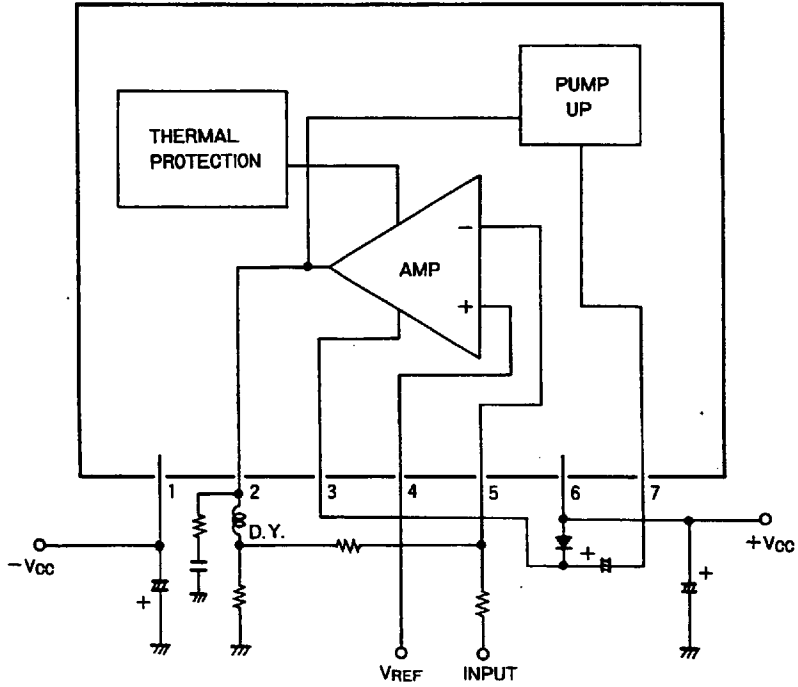 PUMP
UP
THERMAL
PROTECTION
−
AMP
+
1 2 3 4 5 6 7
D.Y.
−VCC
+
+
+
+VCC
VREF
INPUT